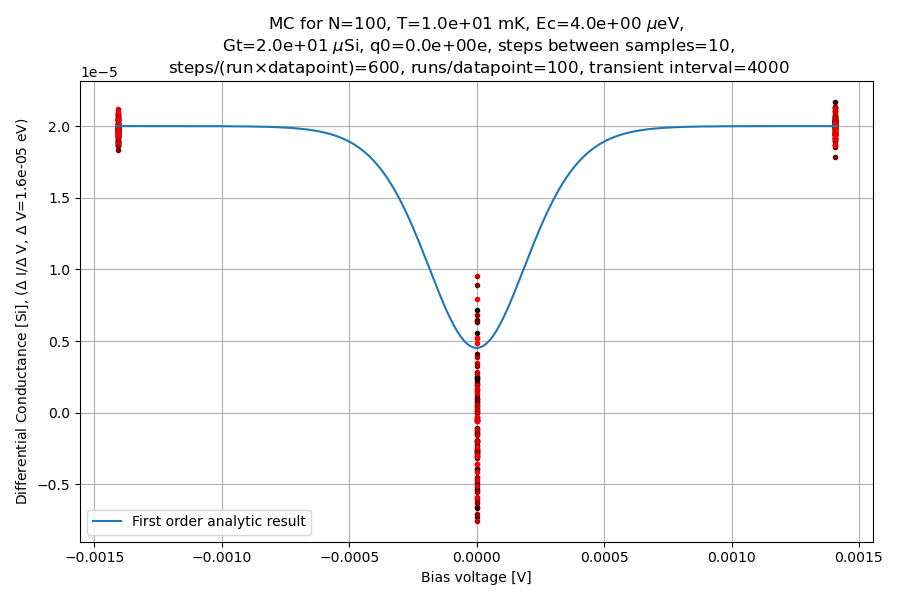 MC for N=100, T=1.0e+01 mK, Ec=4.0e+00 μeV,
Gt=2.0e+01 μSi, q0=0.0e+00e, steps between samples=10,
steps/(run×datapoint)=600, runs/datapoint=100, transient interval=4000
1e−5
2.0
1.5
1.0
0.5
0.0
−0.5
Differential Conductance [Si], (Δ I/Δ V, Δ V=1.6e-05 eV)
First order analytic result
−0.0015
−0.0010
−0.0005
0.0000
0.0005
0.0010
0.0015
Bias voltage [V]